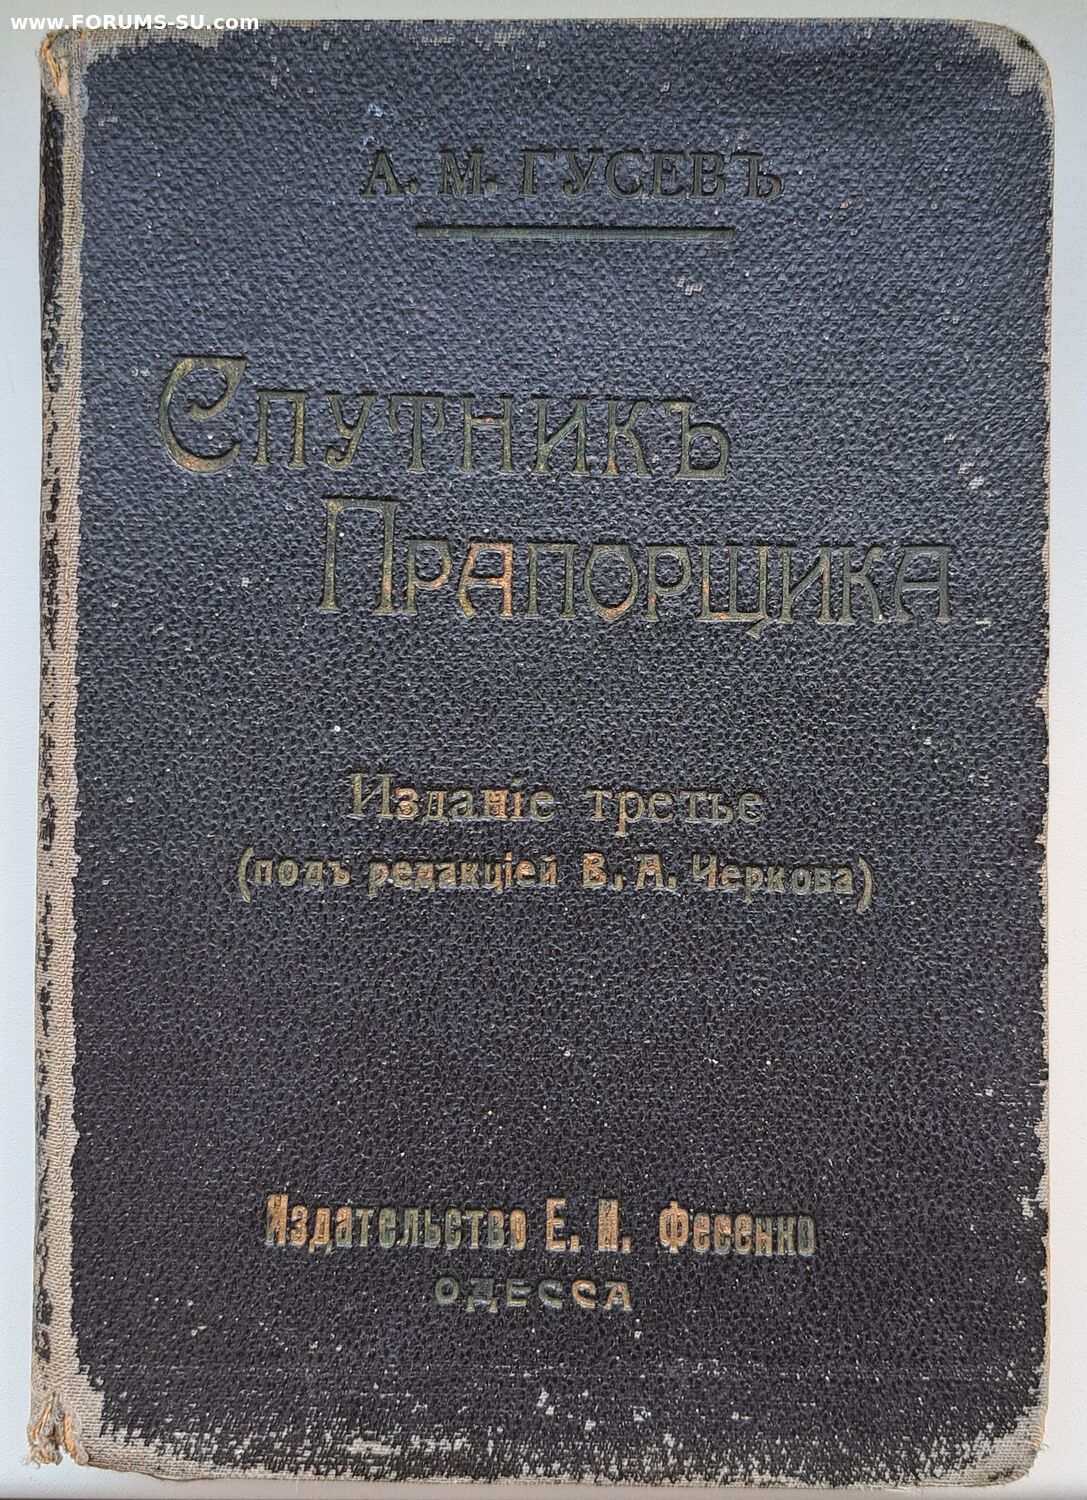 www.FORUMS-SU.com
А. М. ГУСЕВЪ
Спутникъ
Прапорщика
Изданіе третье
(подъ редакціей В. А. Черкова)
Издательство Е. И. Фесенко
ОДЕССА